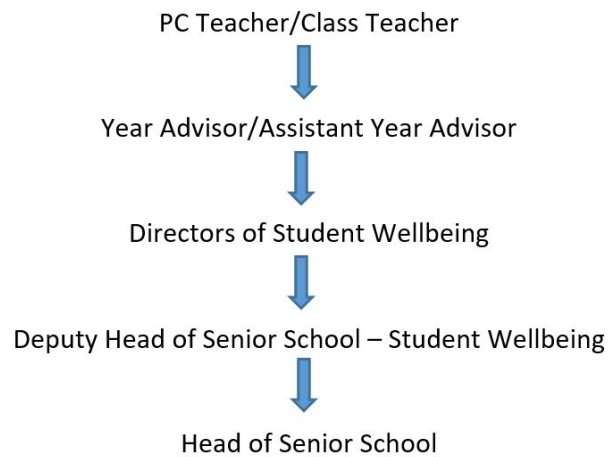 PC Teacher/Class Teacher
Year Advisor/Assistant Year Advisor
Directors of Student Wellbeing
Deputy Head of Senior School – Student Wellbeing
Head of Senior School